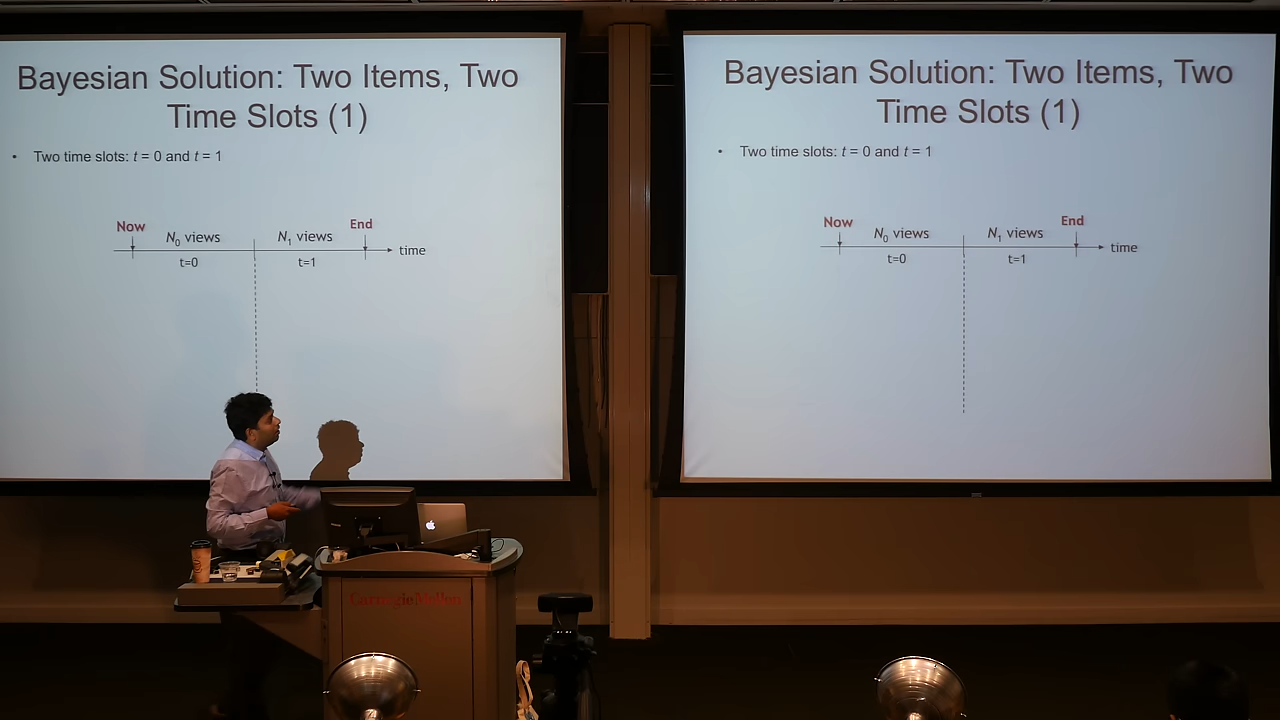 Bayesian Solution: Two Items, Two
Time Slots (1)
• Two time slots: t = 0 and t = 1
Now
N0 views
N1 views
End
time
t=0
t=1
Bayesian Solution: Two Items, Two
Time Slots (1)
• Two time slots: t = 0 and t = 1
Now
N0 views
N1 views
End
time
t=0
t=1
Carnegie Mellon